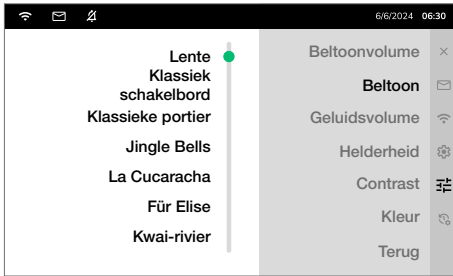 6/6/2024 06:30
Lente
Klassiek
schakelbord
Klassieke portier
Jingle Bells
La Cucaracha
Für Elise
Kwai-rivier
Beltoonvolume
Beltoon
Geluidsvolume
Helderheid
Contrast
Kleur
Terug